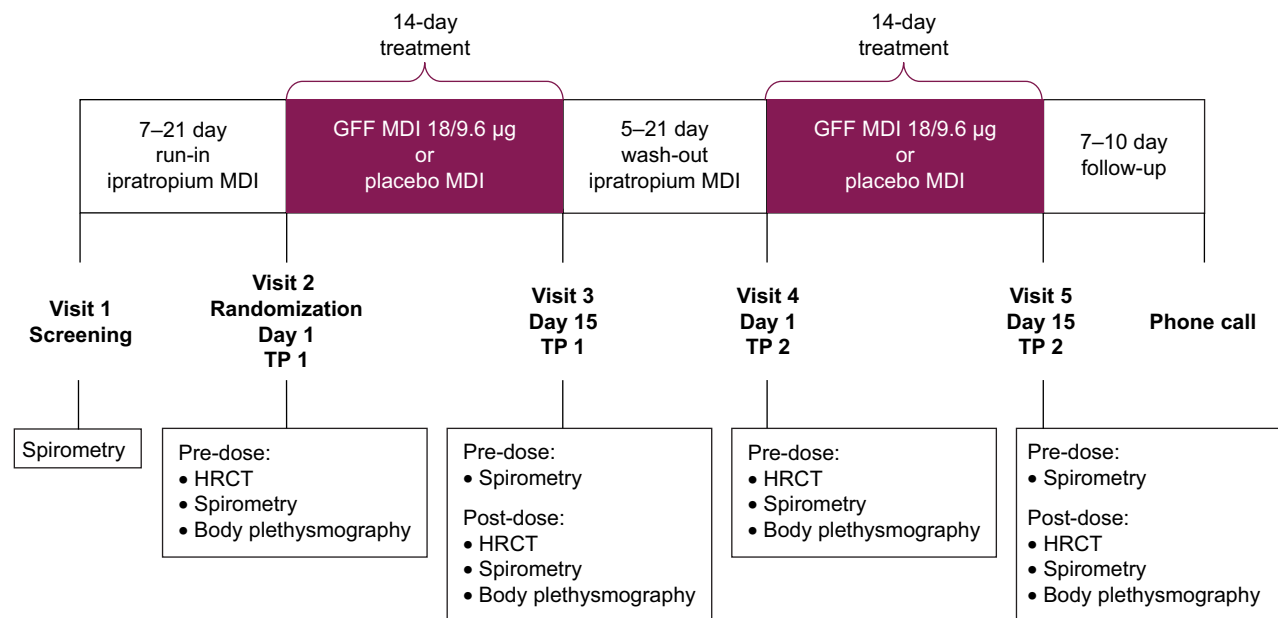 14-day
treatment
14-day
treatment
7–21 day
run-in
ipratropium MDI
GFF MDI 18/9.6 µg
or
placebo MDI
5–21 day
wash-out
ipratropium MDI
GFF MDI 18/9.6 µg
or
placebo MDI
7–10 day
follow-up
Visit 1
Screening
Visit 2
Randomization
Day 1
TP 1
Visit 3
Day 15
TP 1
Visit 4
Day 1
TP 2
Visit 5
Day 15
TP 2
Phone call
Spirometry
Pre-dose:
• HRCT
• Spirometry
• Body plethysmography
Pre-dose:
• Spirometry
Post-dose:
• HRCT
• Spirometry
• Body plethysmography
Pre-dose:
• HRCT
• Spirometry
• Body plethysmography
Pre-dose:
• Spirometry
Post-dose:
• HRCT
• Spirometry
• Body plethysmography